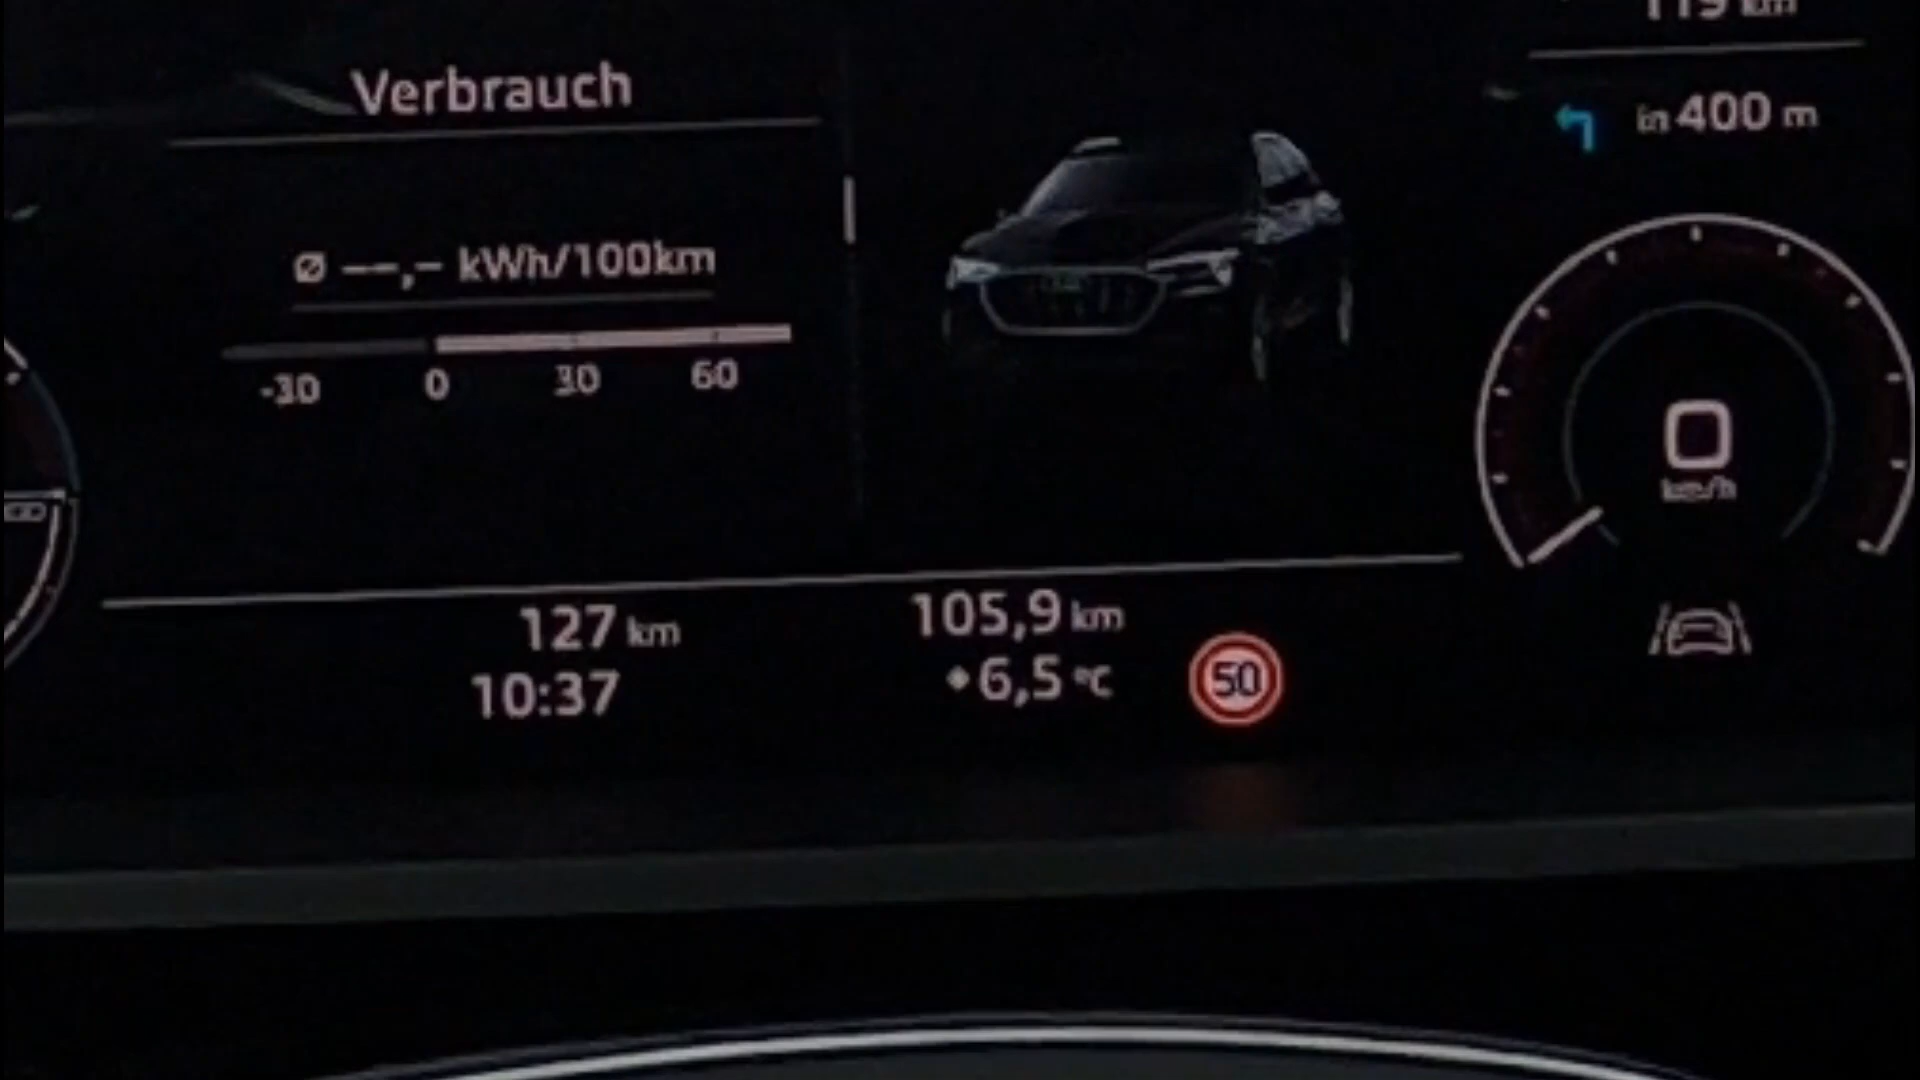 Verbrauch
Ø --,- kWh/100km
-30 0 30 60
in 400 m
0
km/h
127 km
10:37
105,9 km
6,5 °C
50